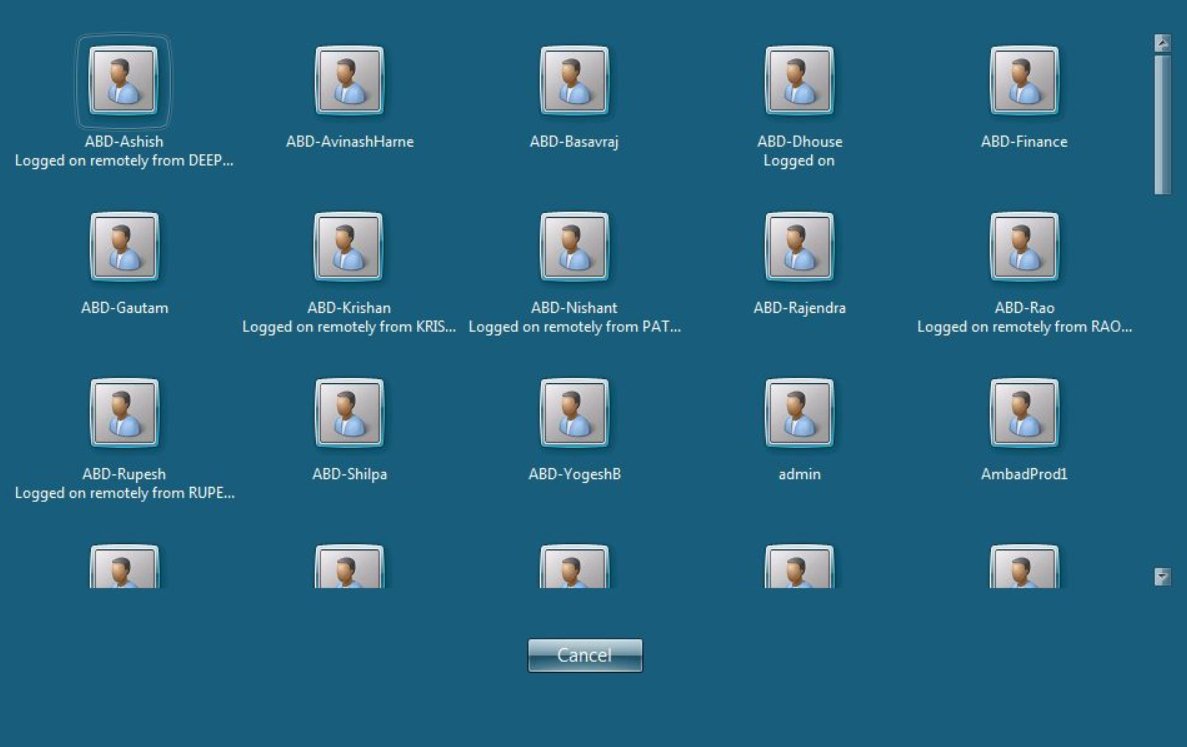 ABD-Ashish
Logged on remotely from DEEP...
ABD-AvinashHarne
ABD-Basavraj
ABD-Dhouse
Logged on
ABD-Finance
ABD-Gautam
ABD-Krishan
Logged on remotely from KRIS...
ABD-Nishant
Logged on remotely from PAT...
ABD-Rajendra
ABD-Rao
Logged on remotely from RAO...
ABD-Rupesh
Logged on remotely from RUPE...
ABD-Shilpa
ABD-YogeshB
admin
AmbadProd1
Cancel